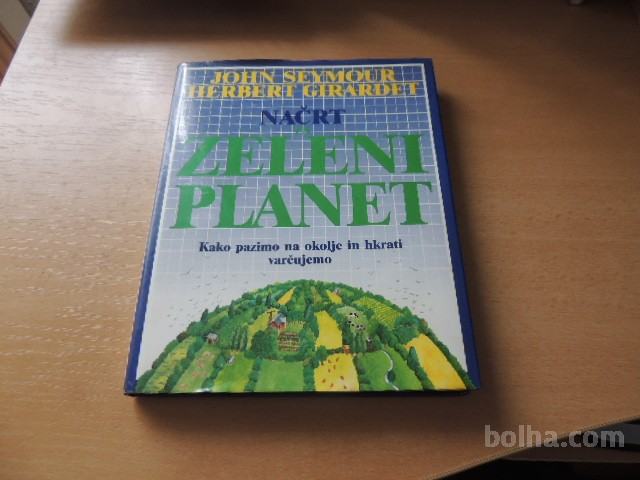 JOHN SEYMOUR
HERBERT GIRARDET
NAČRT
ZELENI
PLANET
Kako pazimo na okolje in hkrati
varčujemo
bolha.com